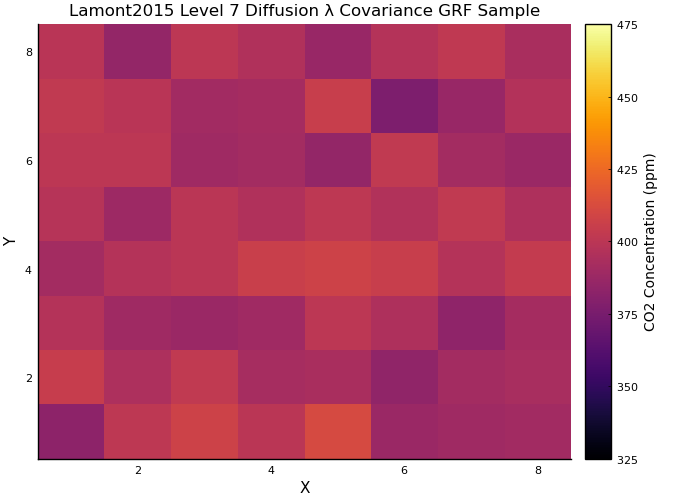 Lamont2015 Level 7 Diffusion λ Covariance GRF Sample
8
6
4
2
Y
2 4 6 8
X
475
450
425
400
375
350
325
CO2 Concentration (ppm)